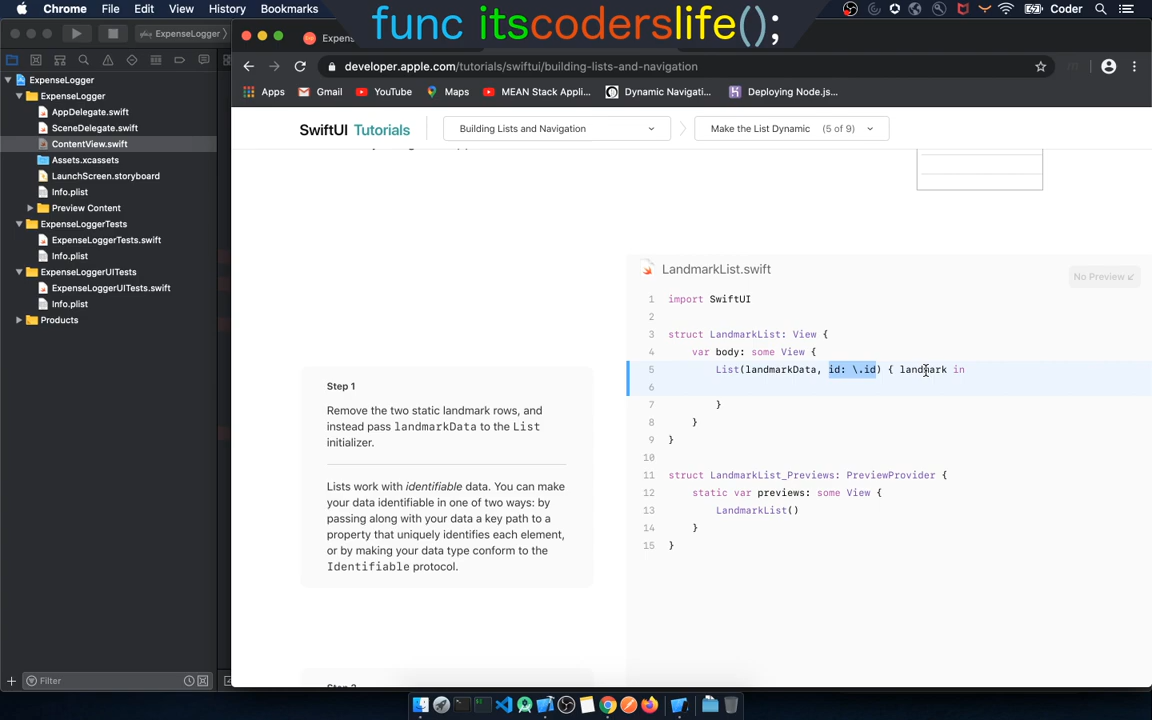 Chrome File Edit View History Bookmarks
func itscoderslife();
Coder
ExpenseLogger
Expens
developer.apple.com/tutorials/swiftui/building-lists-and-navigation
Apps Gmail YouTube Maps MEAN Stack Appli... Dynamic Navigati... Deploying Node.js...
ExpenseLogger
ExpenseLogger
AppDelegate.swift
SceneDelegate.swift
ContentView.swift
Assets.xcassets
LaunchScreen.storyboard
Info.plist
Preview Content
ExpenseLoggerTests
ExpenseLoggerTests.swift
Info.plist
ExpenseLoggerUITests
ExpenseLoggerUITests.swift
Info.plist
Products
Filter
SwiftUI Tutorials
Building Lists and Navigation
Make the List Dynamic (5 of 9)
Step 1
Remove the two static landmark rows, and
instead pass landmarkData to the List
initializer.
Lists work with identifiable data. You can make
your data identifiable in one of two ways: by
passing along with your data a key path to a
property that uniquely identifies each element,
or by making your data type conform to the
Identifiable protocol.
LandmarkList.swift
No Preview
1 import SwiftUI
2
3 struct LandmarkList: View {
4 var body: some View {
5 List(landmarkData, id: \.id) { landmark in
6
7 }
8 }
9 }
10
11 struct LandmarkList_Previews: PreviewProvider {
12 static var previews: some View {
13 LandmarkList()
14 }
15 }